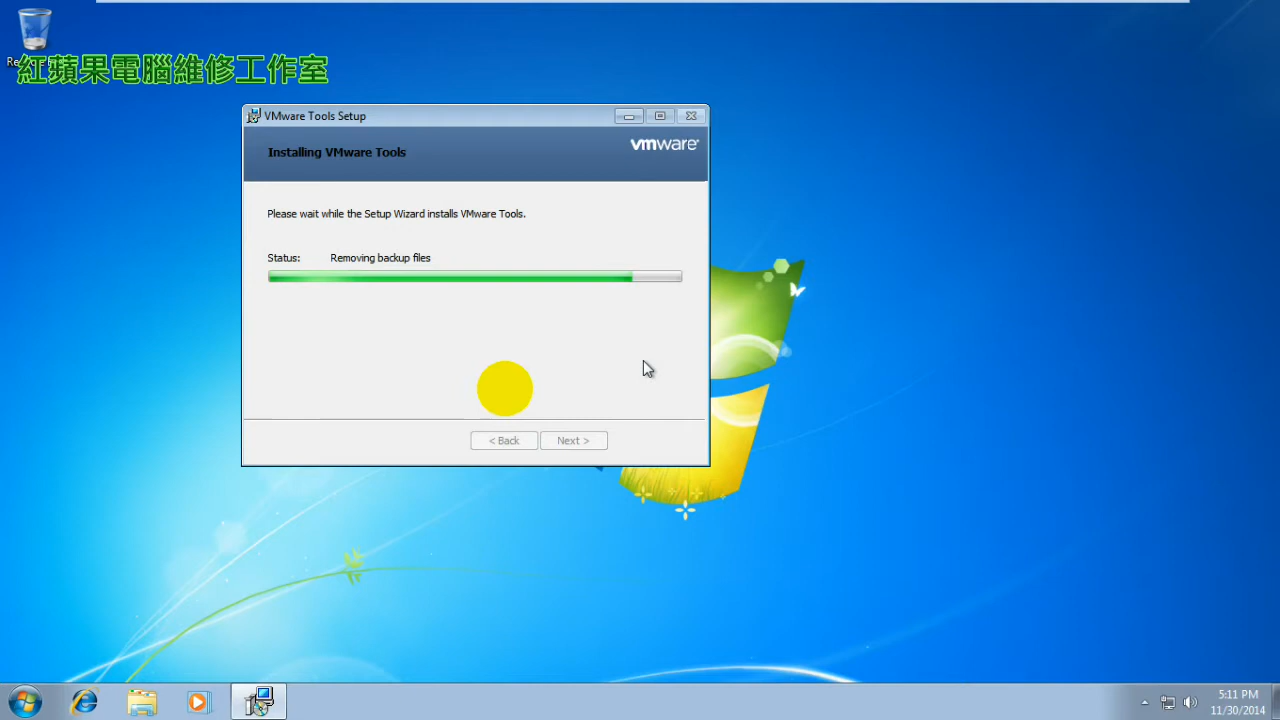 紅蘋果電腦維修工作室
VMware Tools Setup
Installing VMware Tools
vmware
Please wait while the Setup Wizard installs VMware Tools.
Status: Removing backup files
< Back
Next >
5:11 PM
11/30/2014